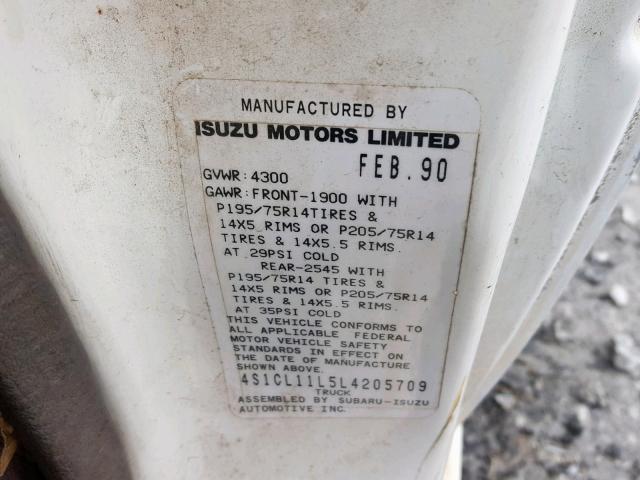 MANUFACTURED BY
ISUZU MOTORS LIMITED
FEB. 90
GVWR: 4300
GAWR: FRONT-1900 WITH
P195/75R14TIRES &
14X5 RIMS OR P205/75R14
TIRES & 14X5.5 RIMS.
AT 29PSI COLD
REAR-2545 WITH
P195/75R14 TIRES &
14X5 RIMS OR P205/75R14
TIRES & 14X5.5 RIMS.
AT 35PSI COLD
THIS VEHICLE CONFORMS TO
ALL APPLICABLE FEDERAL
MOTOR VEHICLE SAFETY
STANDARDS IN EFFECT ON
THE DATE OF MANUFACTURE
SHOWN ABOVE.
4S1CL11L5L4205709
TRUCK
ASSEMBLED BY SUBARU-ISUZU
AUTOMOTIVE INC.